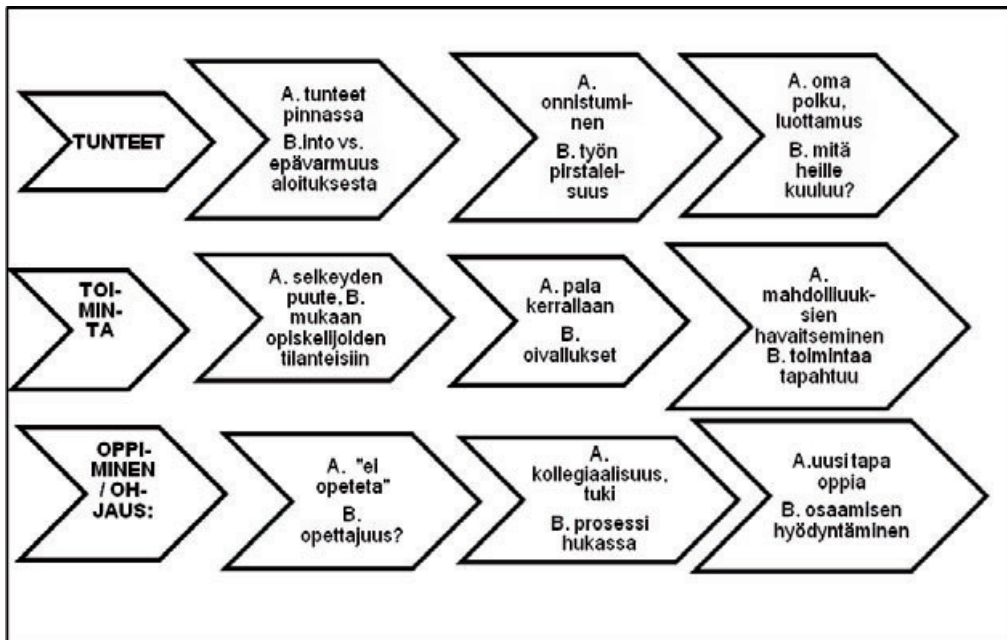 TUNTEET
A. tunteet
pinnassa
B.into vs.
epävarmuus
aloituksesta
A.
onnistumi-
nen
B. työn
pirstalei-
suus
A. oma
polku,
luottamus
B. mitä
heille
kuuluu?
TOI-
MIN-
TA
A. selkeyden
puute, B.
mukaan
opiskelijoiden
tilanteisiin
A. pala
kerrallaan
B.
oivallukset
A.
mahdolliuuk-
sien
havaitseminen
B. toimintaa
tapahtuu
OPPI-
MINEN
/ OH-
JAUS:
A. "ei
opeteta"
B.
opettajuus?
A.
kollegiaalisuus,
tuki
B. prosessi
hukassa
A.uusi tapa
oppia
B. osaamisen
hyödyntäminen